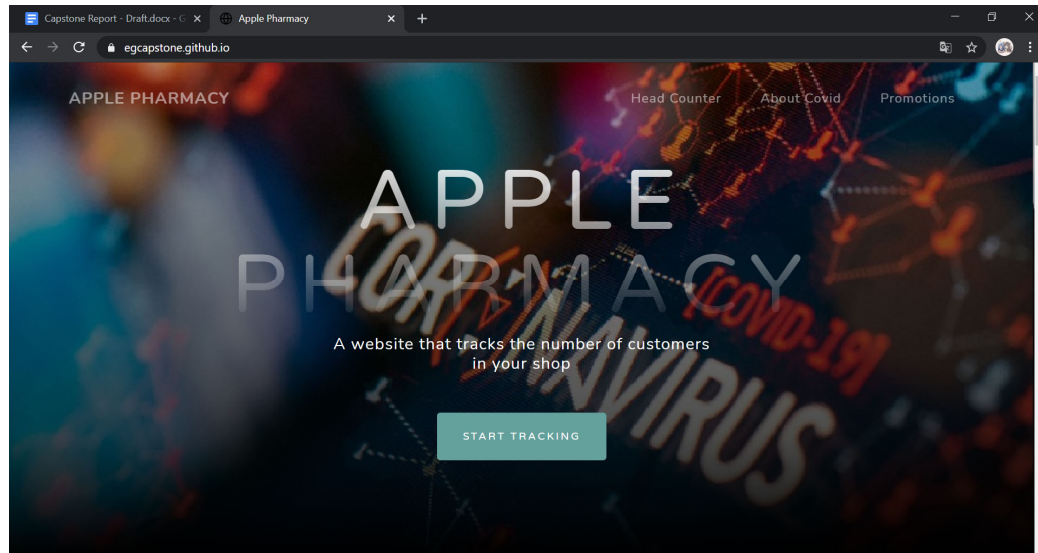 Capstone Report - Draft.docx - G
Apple Pharmacy
egcapstone.github.io
APPLE PHARMACY
Head Counter
About Covid
Promotions
APPLE
PHARMACY
CORONAVIRUS
[COVID-19]
A website that tracks the number of customers
in your shop
START TRACKING